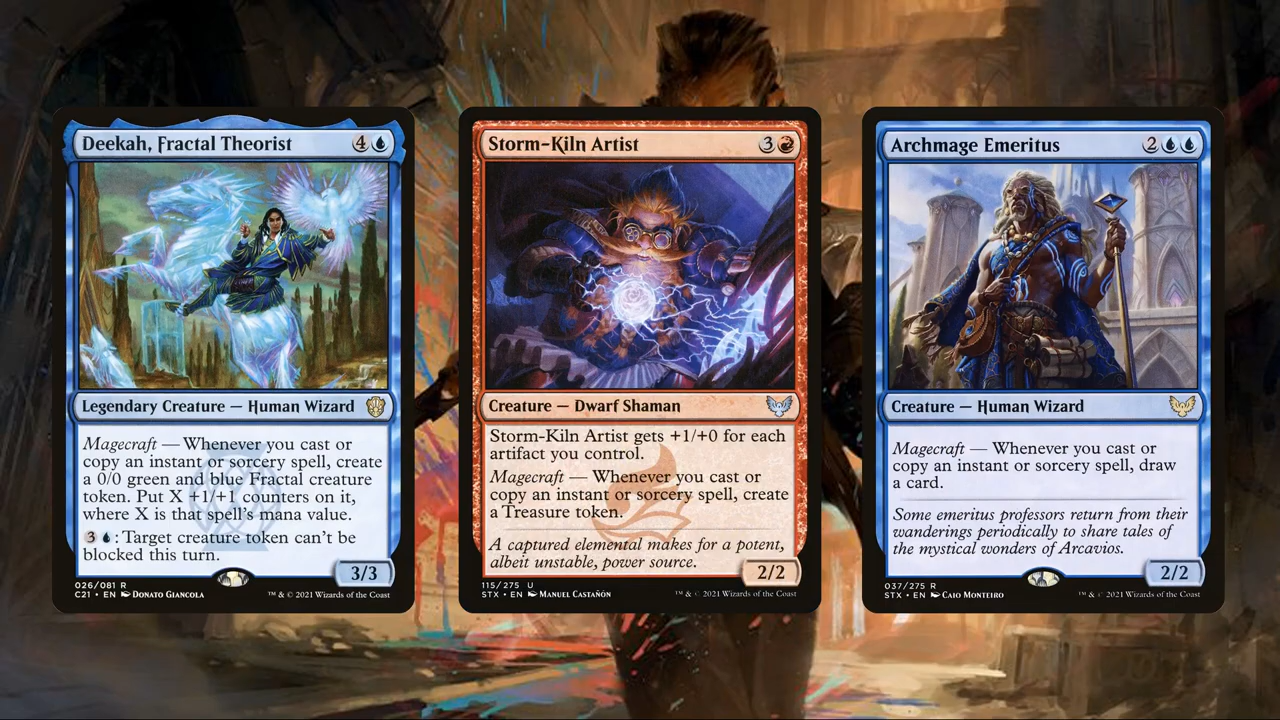 Deekah, Fractal Theorist 4
Legendary Creature — Human Wizard
Magecraft — Whenever you cast or
copy an instant or sorcery spell, create
a 0/0 green and blue Fractal creature
token. Put X +1/+1 counters on it,
where X is that spell's mana value.
3 : Target creature token can't be
blocked this turn.
3/3
026/081 R
C21 • EN Donato Giancola
™ & © 2021 Wizards of the Coast
Storm-Kiln Artist 3
Creature — Dwarf Shaman
Storm-Kiln Artist gets +1/+0 for each
artifact you control.
Magecraft — Whenever you cast or
copy an instant or sorcery spell, create
a Treasure token.
A captured elemental makes for a potent,
albeit unstable, power source.
2/2
115/275 U
STX • EN Manuel Castañón
™ & © 2021 Wizards of the Coast
Archmage Emeritus 2
Creature — Human Wizard
Magecraft — Whenever you cast or
copy an instant or sorcery spell, draw
a card.
Some emeritus professors return from their
wanderings periodically to share tales of
the mystical wonders of Arcavios.
2/2
037/275 R
STX • EN Caio Monteiro
™ & © 2021 Wizards of the Coast